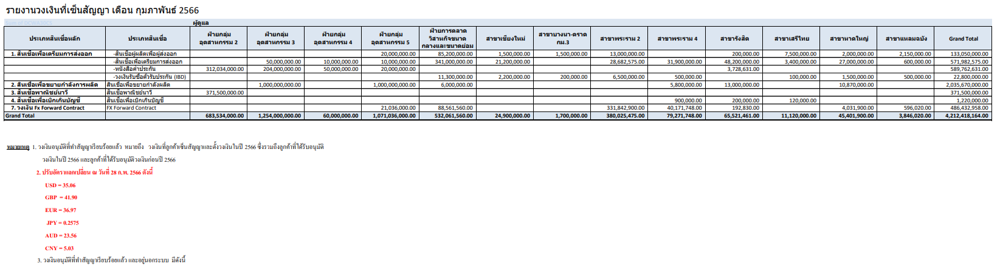 รายงานวงเงินที่เซ็นสัญญา เดือน กุมภาพันธ์ 2566
Sum of DCWABĐCS ผู้ดูแล
ประเภทสินเชื่อหลัก ประเภทสินเชื่อ ฝ่ายกลุ่มอุตสาหกรรม 2 ฝ่ายกลุ่มอุตสาหกรรม 3 ฝ่ายกลุ่มอุตสาหกรรม 4 ฝ่ายกลุ่มอุตสาหกรรม 5 ฝ่ายการตลาดวิสาหกิจขนาดกลางและขนาดย่อม สาขาเชียงใหม่ สาขาบางนา-ตราด กม.3 สาขาพระราม 2 สาขาพระราม 4 สาขารังสิต สาขาเสรีไทย สาขาหาดใหญ่ สาขาแหลมฉบัง Grand Total
1. สินเชื่อเพื่อเตรียมการส่งออก -สินเชื่อผู้ผลิตเพื่อผู้ส่งออก 20,000,000.00 85,200,000.00 1,500,000.00 1,500,000.00 13,000,000.00 200,000.00 7,500,000.00 2,000,000.00 2,150,000.00 133,050,000.00
-สินเชื่อเพื่อเตรียมการส่งออก 50,000,000.00 10,000,000.00 10,000,000.00 341,000,000.00 21,200,000.00 28,682,575.00 31,900,000.00 48,200,000.00 3,400,000.00 27,000,000.00 600,000.00 571,982,575.00
-หนังสือค้ำประกัน 312,034,000.00 204,000,000.00 50,000,000.00 20,000,000.00 3,728,631.00 589,762,631.00
-วงเงินรับซื้อตั๋วรับประกัน (IBD) 11,300,000.00 2,200,000.00 200,000.00 6,500,000.00 500,000.00 100,000.00 1,500,000.00 500,000.00 22,800,000.00
2. สินเชื่อเพื่อขยายกำลังการผลิต สินเชื่อเพื่อขยายกำลังผลิต 1,000,000,000.00 1,000,000,000.00 6,000,000.00 5,800,000.00 13,000,000.00 10,870,000.00 2,035,670,000.00
3. สินเชื่อพาณิชย์นาวี สินเชื่อพาณิชย์นาวี 371,500,000.00 371,500,000.00
4. สินเชื่อเพื่อเบิกเกินบัญชี สินเชื่อเพื่อเบิกเกินบัญชี 900,000.00 200,000.00 120,000.00 1,220,000.00
7. วงเงิน Fx Forward Contract FX Forward Contract 21,036,000.00 88,561,560.00 331,842,900.00 40,171,748.00 192,830.00 4,031,900.00 596,020.00 486,432,958.00
Grand Total 683,534,000.00 1,254,000,000.00 60,000,000.00 1,071,036,000.00 532,061,560.00 24,900,000.00 1,700,000.00 380,025,475.00 79,271,748.00 65,521,461.00 11,120,000.00 45,401,900.00 3,846,020.00 4,212,418,164.00
หมายเหตุ 1. วงเงินอนุมัติที่ทำสัญญาเรียบร้อยแล้ว หมายถึง วงเงินที่ลูกค้าเซ็นสัญญาและตั้งวงเงินในปี 2566 ซึ่งรวมถึงลูกค้าที่ได้รับอนุมัติ
วงเงินในปี 2566 และลูกค้าที่ได้รับอนุมัติวงเงินก่อนปี 2566
2. ปรับอัตราแลกเปลี่ยน ณ วันที่ 28 ก.พ. 2566 ดังนี้
USD = 35.06
GBP = 41.90
EUR = 36.97
JPY = 0.2575
AUD = 23.56
CNY = 5.03
3. วงเงินอนุมัติที่ทำสัญญาเรียบร้อยแล้ว และอยู่นอกระบบ มีดังนี้